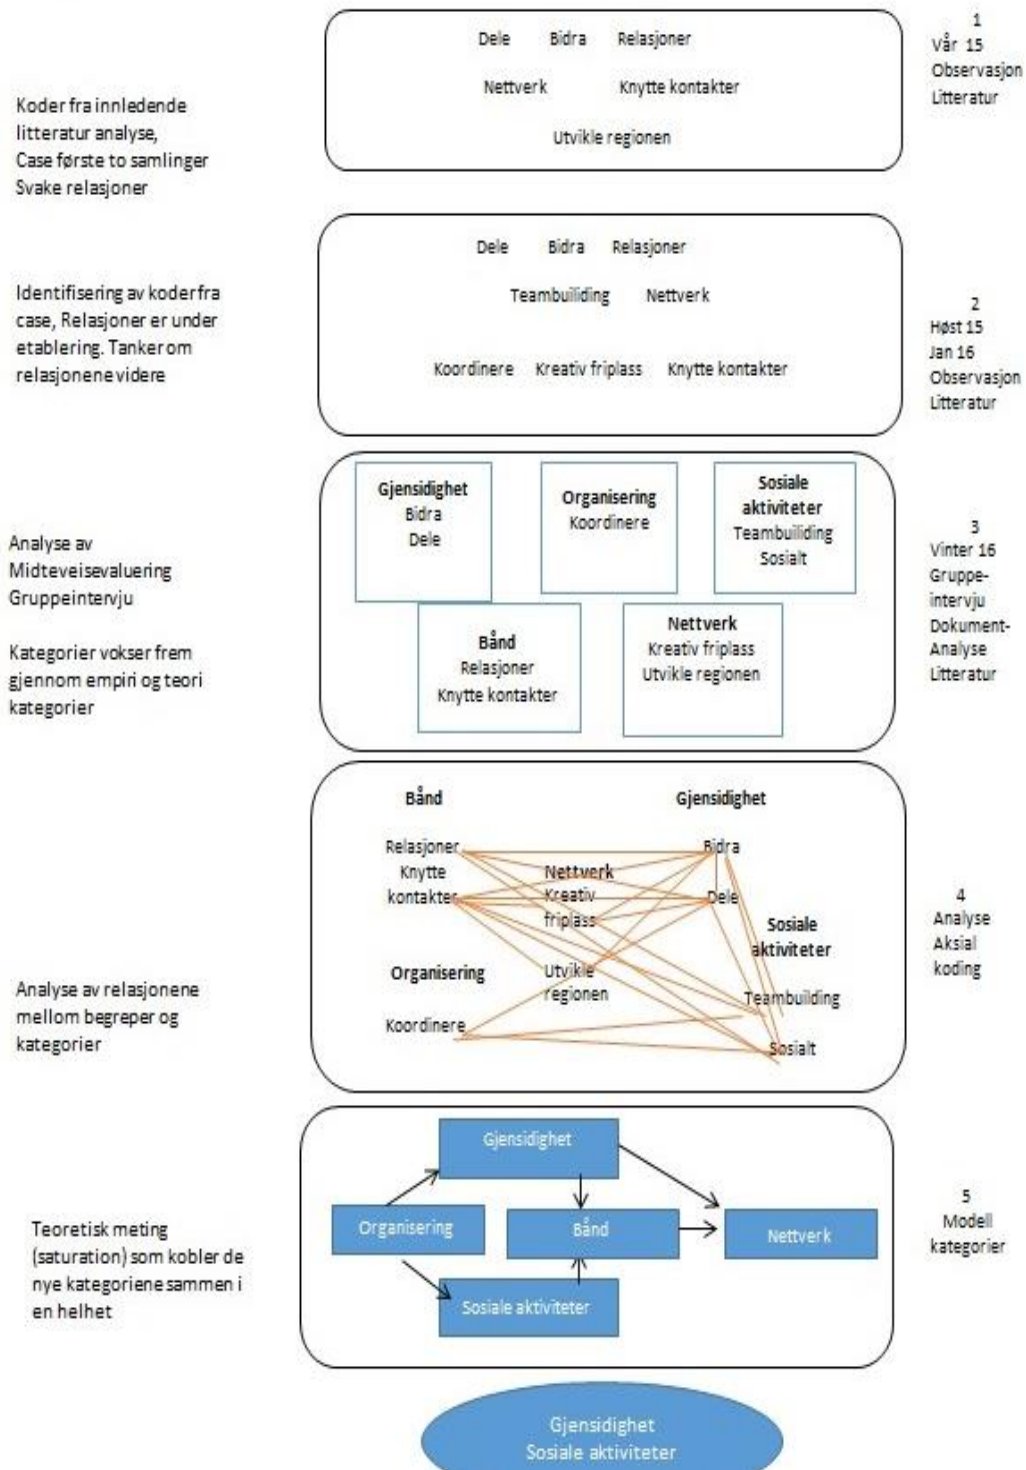 Dele Bidra Relasjoner
Nettverk Knytte kontakter
Utvikle regionen
1
Vår 15
Observasjon
Litteratur
Koder fra innledende
litteratur analyse,
Case første to samlinger
Svake relasjoner
Dele Bidra Relasjoner
Teambuiliding Nettverk
Koordinere Kreativ friplass Knytte kontakter
Identifisering av koder fra
case, Relasjoner er under
etablering. Tanker om
relasjonene videre
2
Høst 15
Jan 16
Observasjon
Litteratur
Gjensidighet
Bidra
Dele
Organisering
Koordinere
Sosiale
aktiviteter
Teambuiliding
Sosialt
Bånd
Relasjoner
Knytte kontakter
Nettverk
Kreativ friplass
Utvikle regionen
Analyse av
Midteveisevaluering
Gruppeintervju
Kategorier vokser frem
gjennom empiri og teori
kategorier
3
Vinter 16
Gruppe-
intervju
Dokument-
Analyse
Litteratur
Bånd
Relasjoner
Knytte
kontakter
Gjensidighet
Bidra
Dele
Nettverk
Kreativ
friplass
Utvikle
regionen
Sosiale
aktiviteter
Teambuilding
Sosialt
Organisering
Koordinere
Analyse av relasjonene
mellom begreper og
kategorier
4
Analyse
Aksial
koding
Gjensidighet
Organisering
Bånd
Nettverk
Sosiale aktiviteter
Teoretisk meting
(saturation) som kobler de
nye kategoriene sammen i
en helhet
5
Modell
kategorier
Gjensidighet
Sosiale aktiviteter